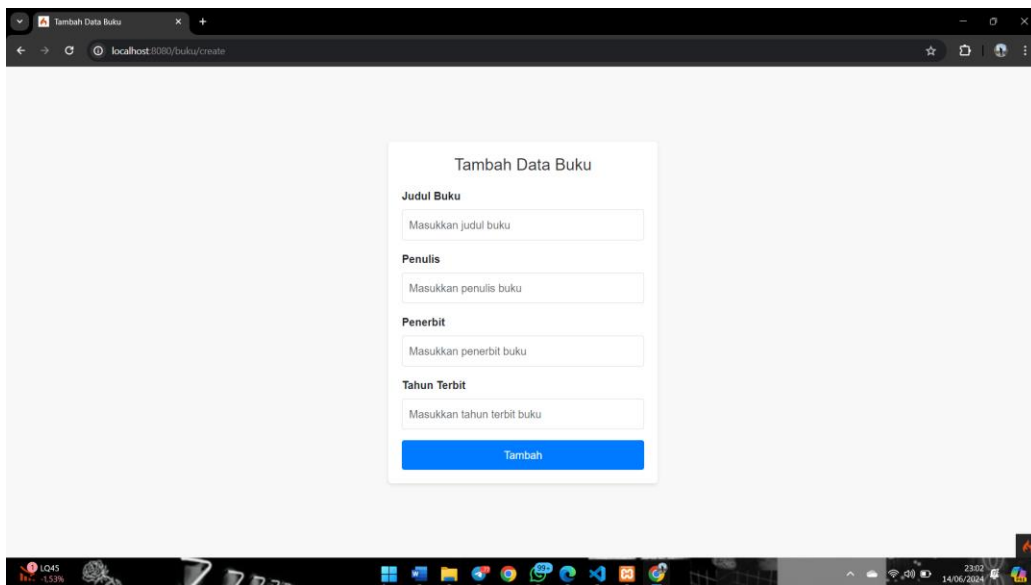 Tambah Data Buku
localhost:8080/buku/create
Tambah Data Buku
Judul Buku
Masukkan judul buku
Penulis
Masukkan penulis buku
Penerbit
Masukkan penerbit buku
Tahun Terbit
Masukkan tahun terbit buku
Tambah
1
LQ45
-1,53%
99+
23:02
14/06/2024